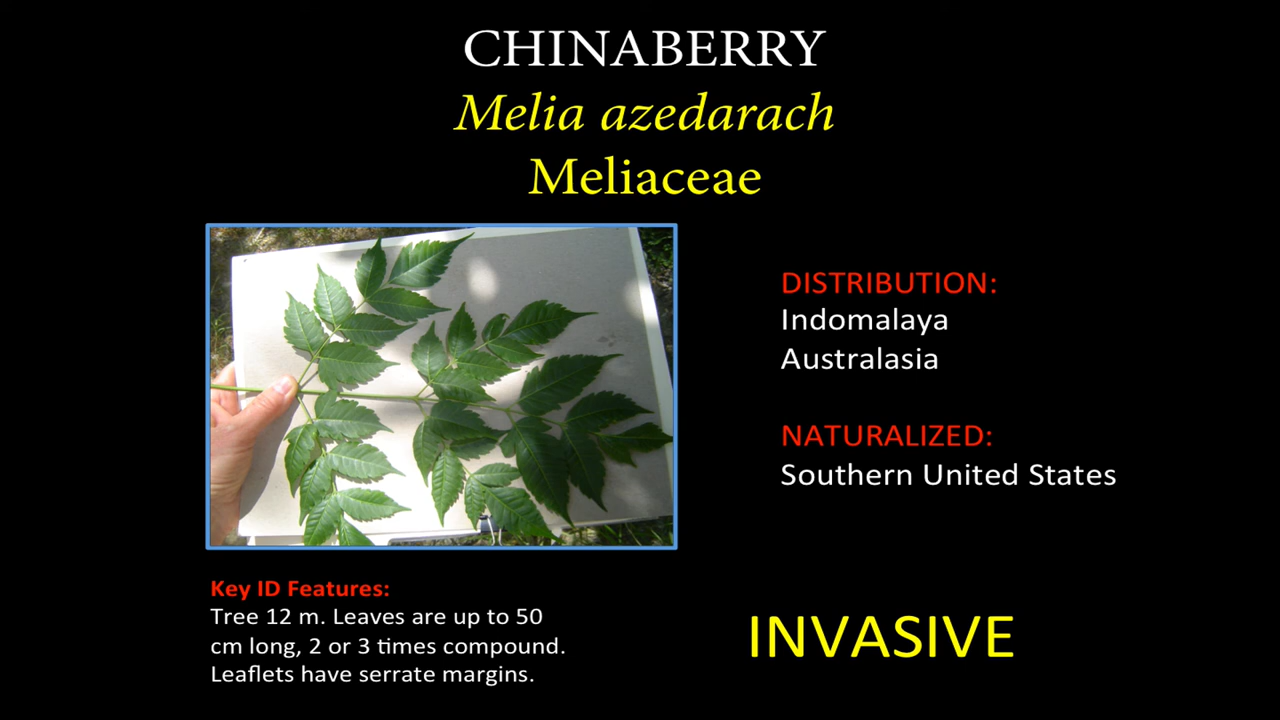 CHINABERRY
Melia azedarach
Meliaceae
DISTRIBUTION:
Indomalaya
Australasia
NATURALIZED:
Southern United States
Key ID Features:
Tree 12 m. Leaves are up to 50
cm long, 2 or 3 times compound.
Leaflets have serrate margins.
INVASIVE